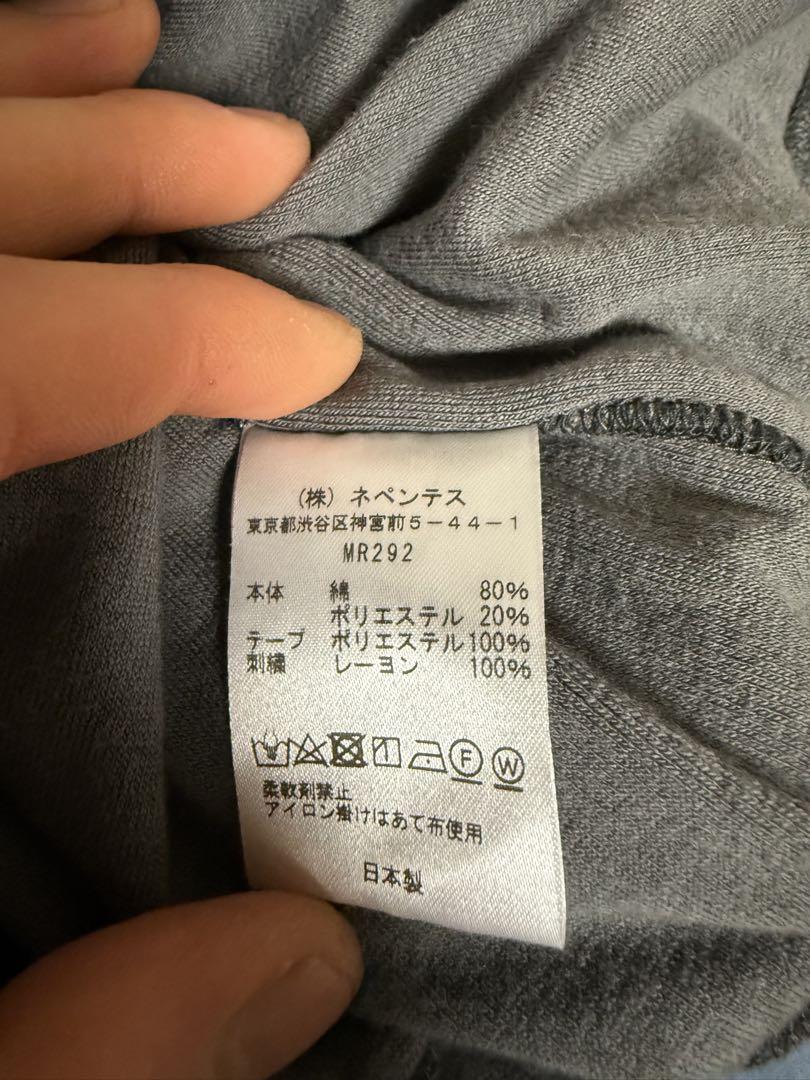 （株）ネペンテス
東京都渋谷区神宮前５－４４－１
MR292
本体 綿 80%
ポリエステル 20%
テープ ポリエステル100%
刺繍 レーヨン 100%
F W
柔軟剤禁止
アイロン掛けはあて布使用
日本製